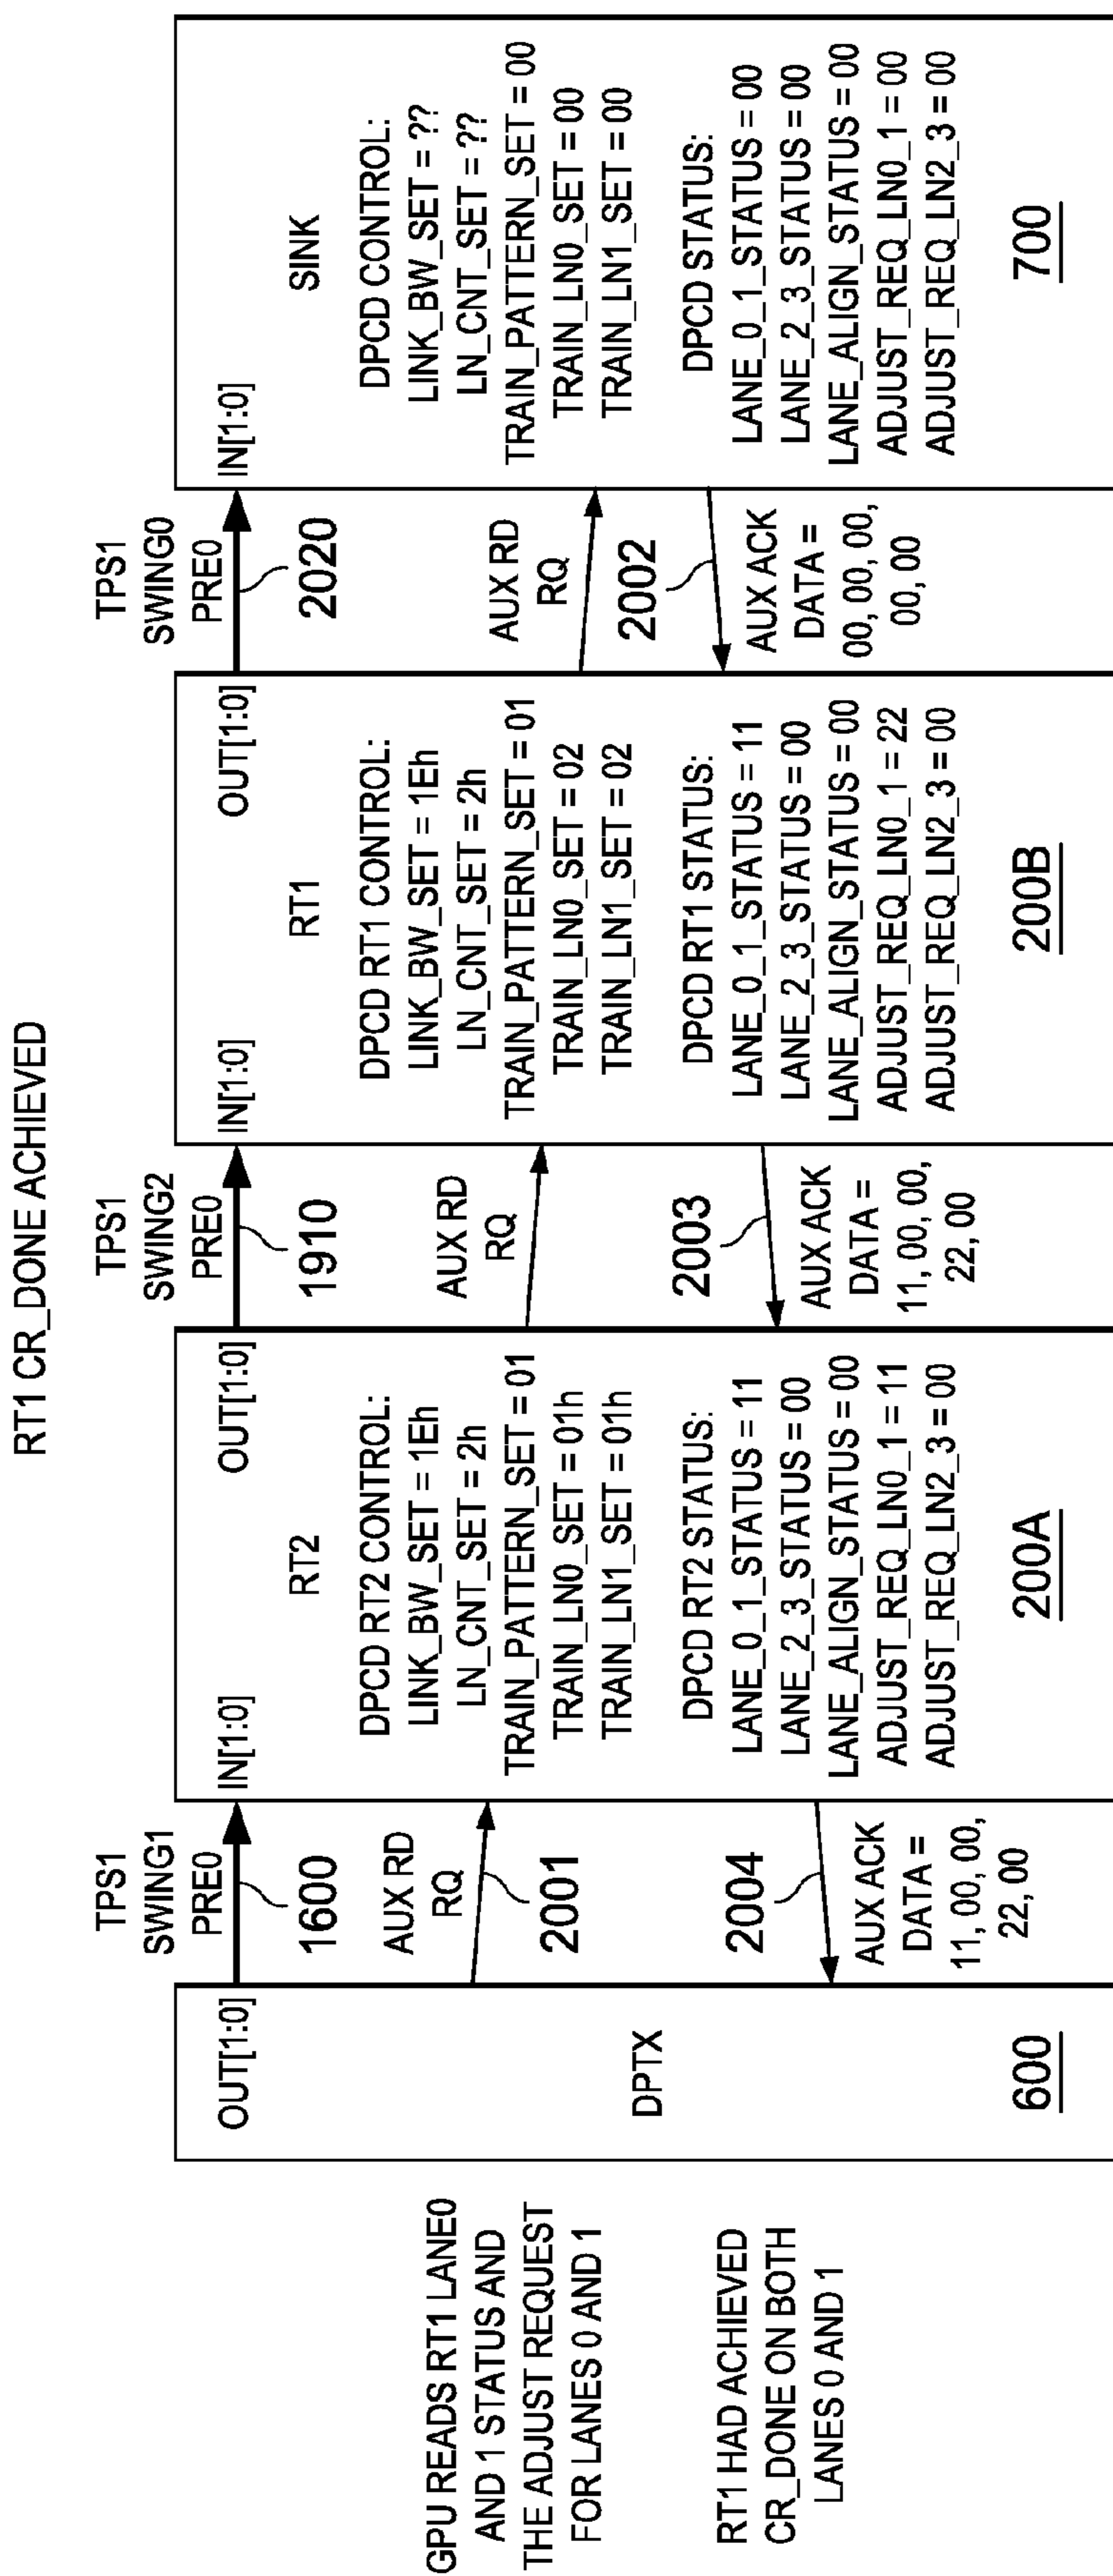 RT1 CR_DONE ACHIEVED
GPU READS RT1 LANE0
AND 1 STATUS AND
THE ADJUST REQUEST
FOR LANES 0 AND 1
RT1 HAD ACHIEVED
CR_DONE ON BOTH
LANES 0 AND 1
OUT[1:0]
DPTX
600
TPS1
SWING1
PRE0
1600
AUX RD
RQ
2001
2004
AUX ACK
DATA =
11, 00, 00,
22, 00
IN[1:0]
OUT[1:0]
RT2
DPCD RT2 CONTROL:
LINK_BW_SET = 1Eh
LN_CNT_SET = 2h
TRAIN_PATTERN_SET = 01
TRAIN_LN0_SET = 01h
TRAIN_LN1_SET = 01h
DPCD RT2 STATUS:
LANE_0_1_STATUS = 11
LANE_2_3_STATUS = 00
LANE_ALIGN_STATUS = 00
ADJUST_REQ_LN0_1 = 11
ADJUST_REQ_LN2_3 = 00
200A
TPS1
SWING2
PRE0
1910
AUX RD
RQ
2003
AUX ACK
DATA =
11, 00, 00,
22, 00
IN[1:0]
OUT[1:0]
RT1
DPCD RT1 CONTROL:
LINK_BW_SET = 1Eh
LN_CNT_SET = 2h
TRAIN_PATTERN_SET = 01
TRAIN_LN0_SET = 02
TRAIN_LN1_SET = 02
DPCD RT1 STATUS:
LANE_0_1_STATUS = 11
LANE_2_3_STATUS = 00
LANE_ALIGN_STATUS = 00
ADJUST_REQ_LN0_1 = 22
ADJUST_REQ_LN2_3 = 00
200B
TPS1
SWING0
PRE0
2020
AUX RD
RQ
2002
AUX ACK
DATA =
00, 00, 00,
00, 00
IN[1:0]
SINK
DPCD CONTROL:
LINK_BW_SET = ??
LN_CNT_SET = ??
TRAIN_PATTERN_SET = 00
TRAIN_LN0_SET = 00
TRAIN_LN1_SET = 00
DPCD STATUS:
LANE_0_1_STATUS = 00
LANE_2_3_STATUS = 00
LANE_ALIGN_STATUS = 00
ADJUST_REQ_LN0_1 = 00
ADJUST_REQ_LN2_3 = 00
700